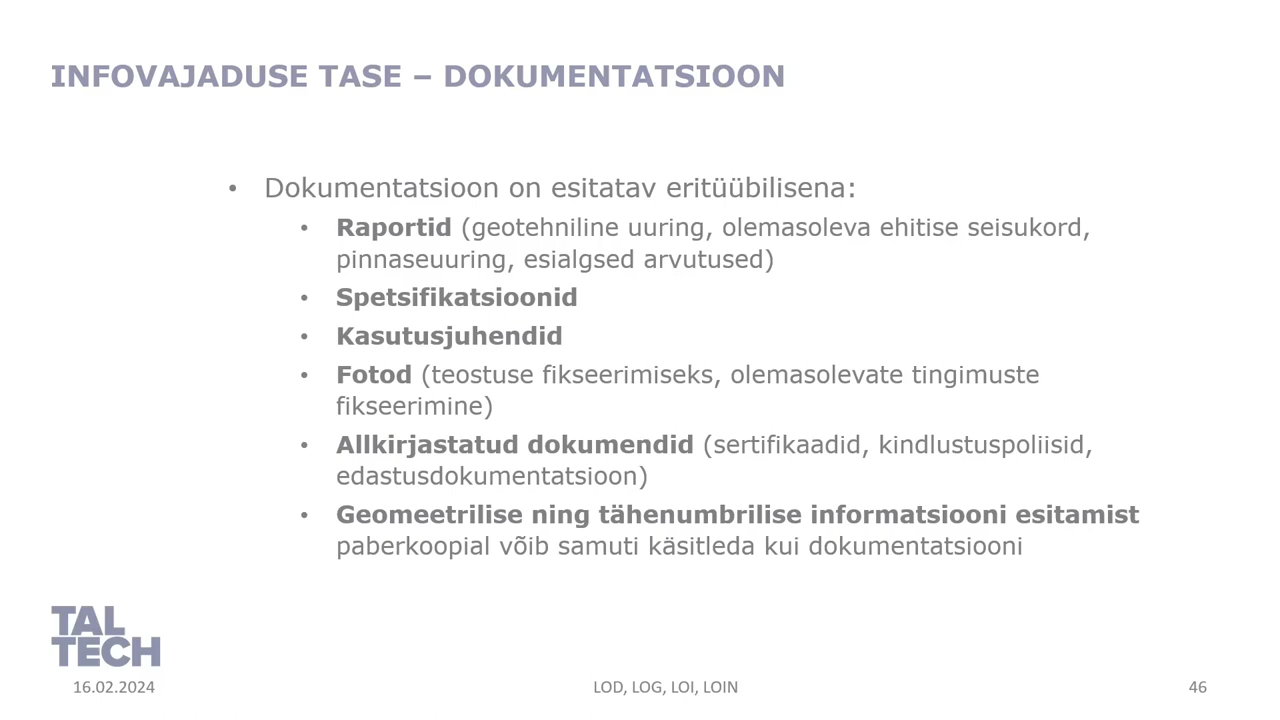 INFOVAJADUSE TASE – DOKUMENTATSIOON
• Dokumentatsioon on esitatav eritüübilisena:
• Raportid (geotehniline uuring, olemasoleva ehitise seisukord,
pinnaseuuring, esialgsed arvutused)
• Spetsifikatsioonid
• Kasutusjuhendid
• Fotod (teostuse fikseerimiseks, olemasolevate tingimuste
fikseerimine)
• Allkirjastatud dokumendid (sertifikaadid, kindlustuspoliisid,
edastusdokumentatsioon)
• Geomeetrilise ning tähenumbrilise informatsiooni esitamist
paberkoopial võib samuti käsitleda kui dokumentatsiooni
TAL
TECH
16.02.2024
LOD, LOG, LOI, LOIN
46